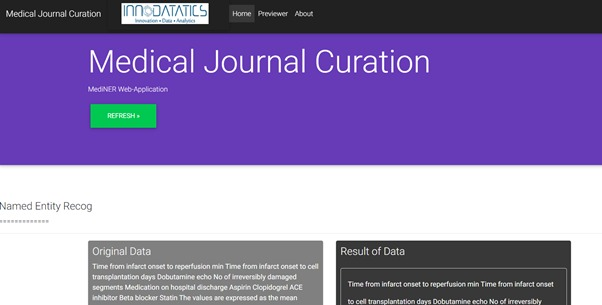 Medical Journal Curation
INNODATATICS
Innovation • Data • Analytics
Home Previewer About
Medical Journal Curation
MediNER Web-Application
REFRESH »
Named Entity Recog
=============
Original Data
Time from infarct onset to reperfusion min Time from infarct onset to cell
transplantation days Dobutamine echo No of irreversibly damaged
segments Medication on hospital discharge Aspirin Clopidogrel ACE
inhibitor Beta blocker Statin The values are expressed as the mean
Result of Data
Time from infarct onset to reperfusion min Time from infarct onset
to cell transplantation days Dobutamine echo No of irreversibly